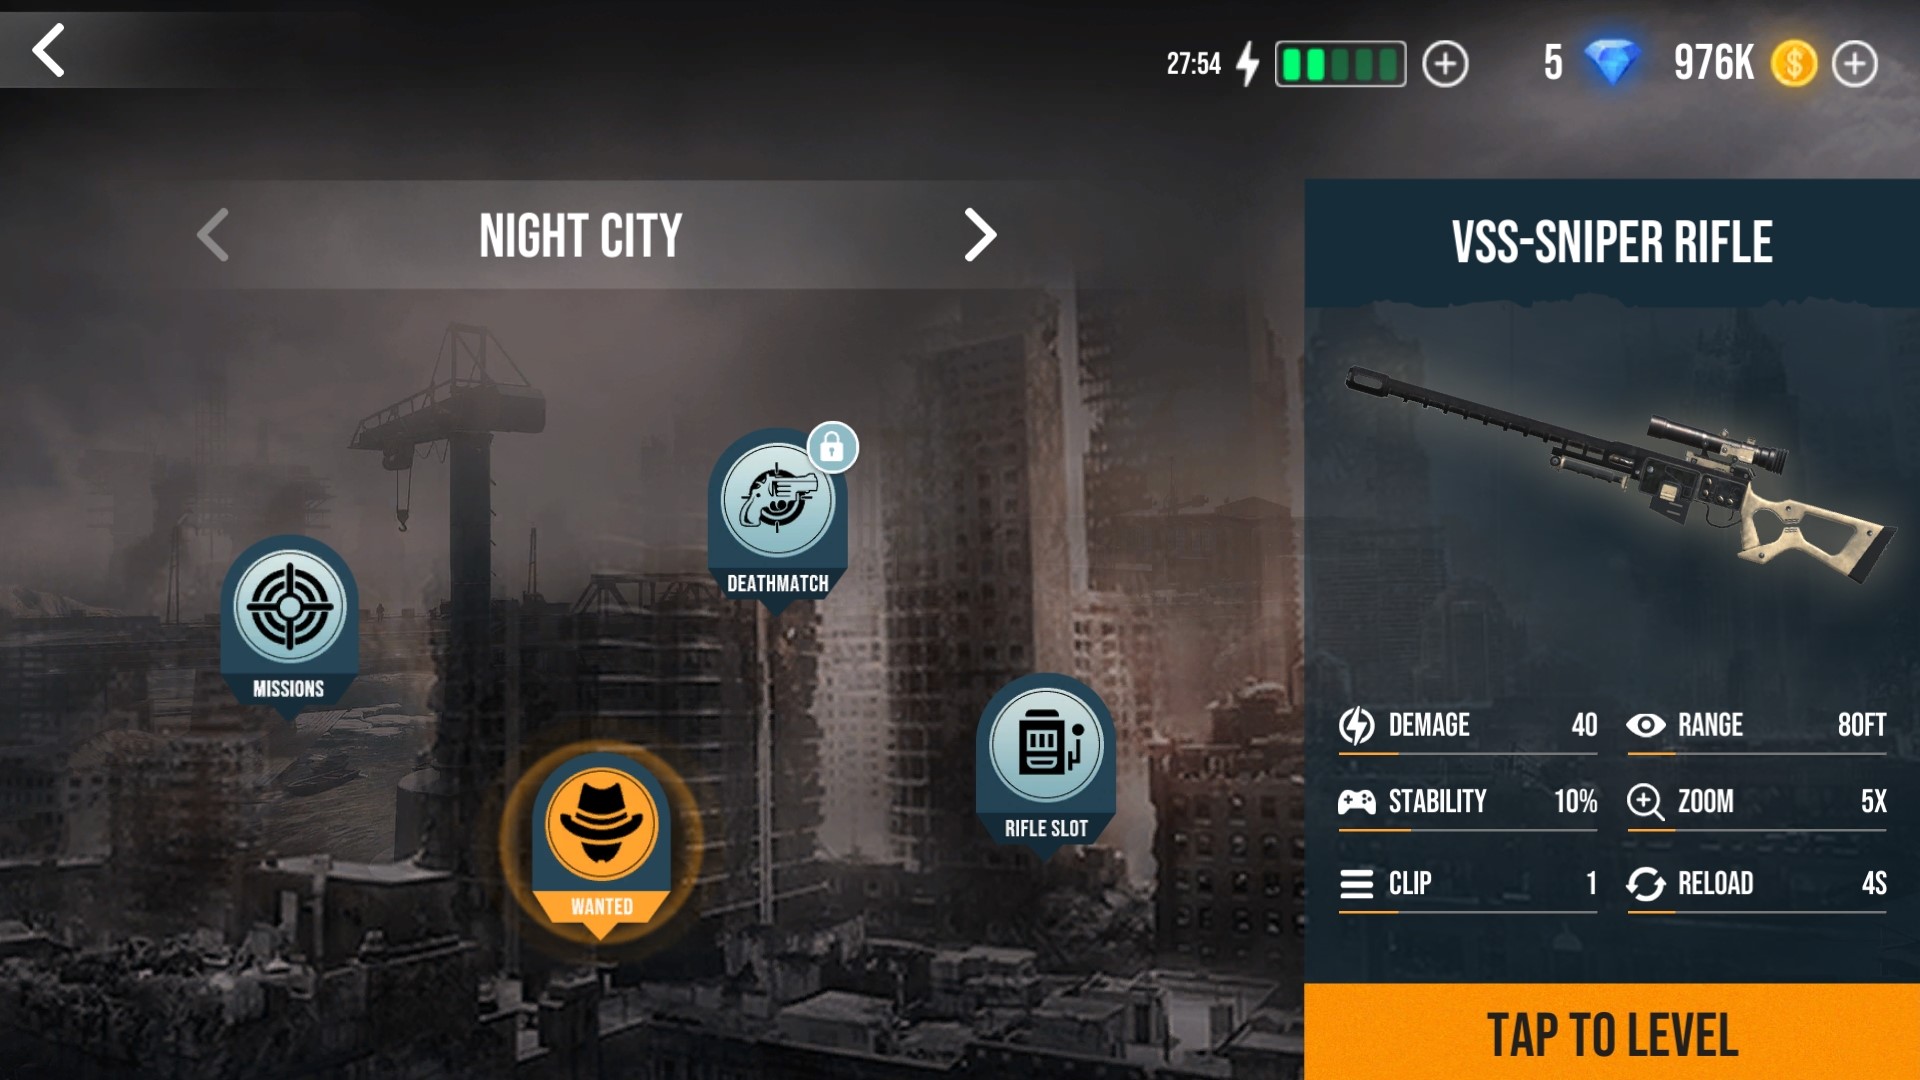 27:54
5
976K
NIGHT CITY
VSS-SNIPER RIFLE
DEATHMATCH
MISSIONS
RIFLE SLOT
WANTED
DEMAGE 40
RANGE 80FT
STABILITY 10%
ZOOM 5X
CLIP 1
RELOAD 4S
TAP TO LEVEL